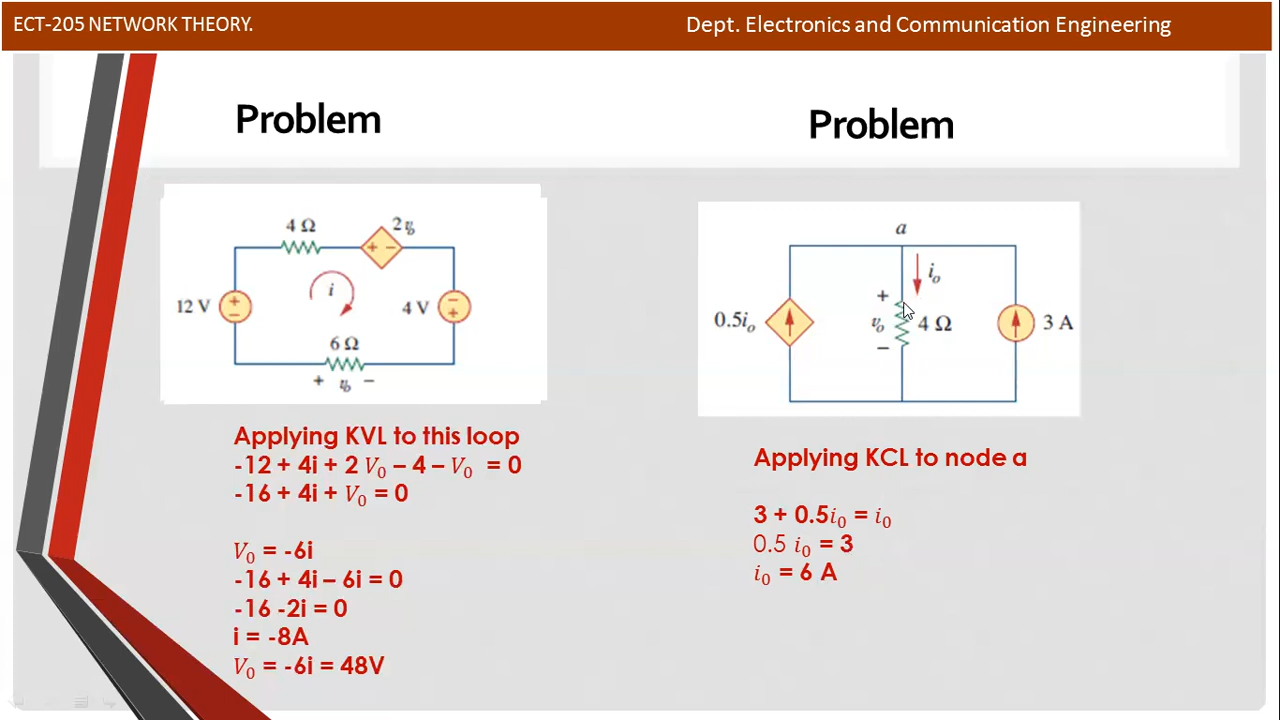 ECT-205 NETWORK THEORY.
Dept. Electronics and Communication Engineering
Problem
4 Ω
2 v₀
+ −
12 V
+
−
i
4 V
−
+
6 Ω
+ v₀ −
Applying KVL to this loop
-12 + 4i + 2 V₀ – 4 – V₀ = 0
-16 + 4i + V₀ = 0
V₀ = -6i
-16 + 4i – 6i = 0
-16 -2i = 0
i = -8A
V₀ = -6i = 48V
Problem
a
i₀
+
0.5i₀
v₀
4 Ω
3 A
−
Applying KCL to node a
3 + 0.5i₀ = i₀
0.5 i₀ = 3
i₀ = 6 A